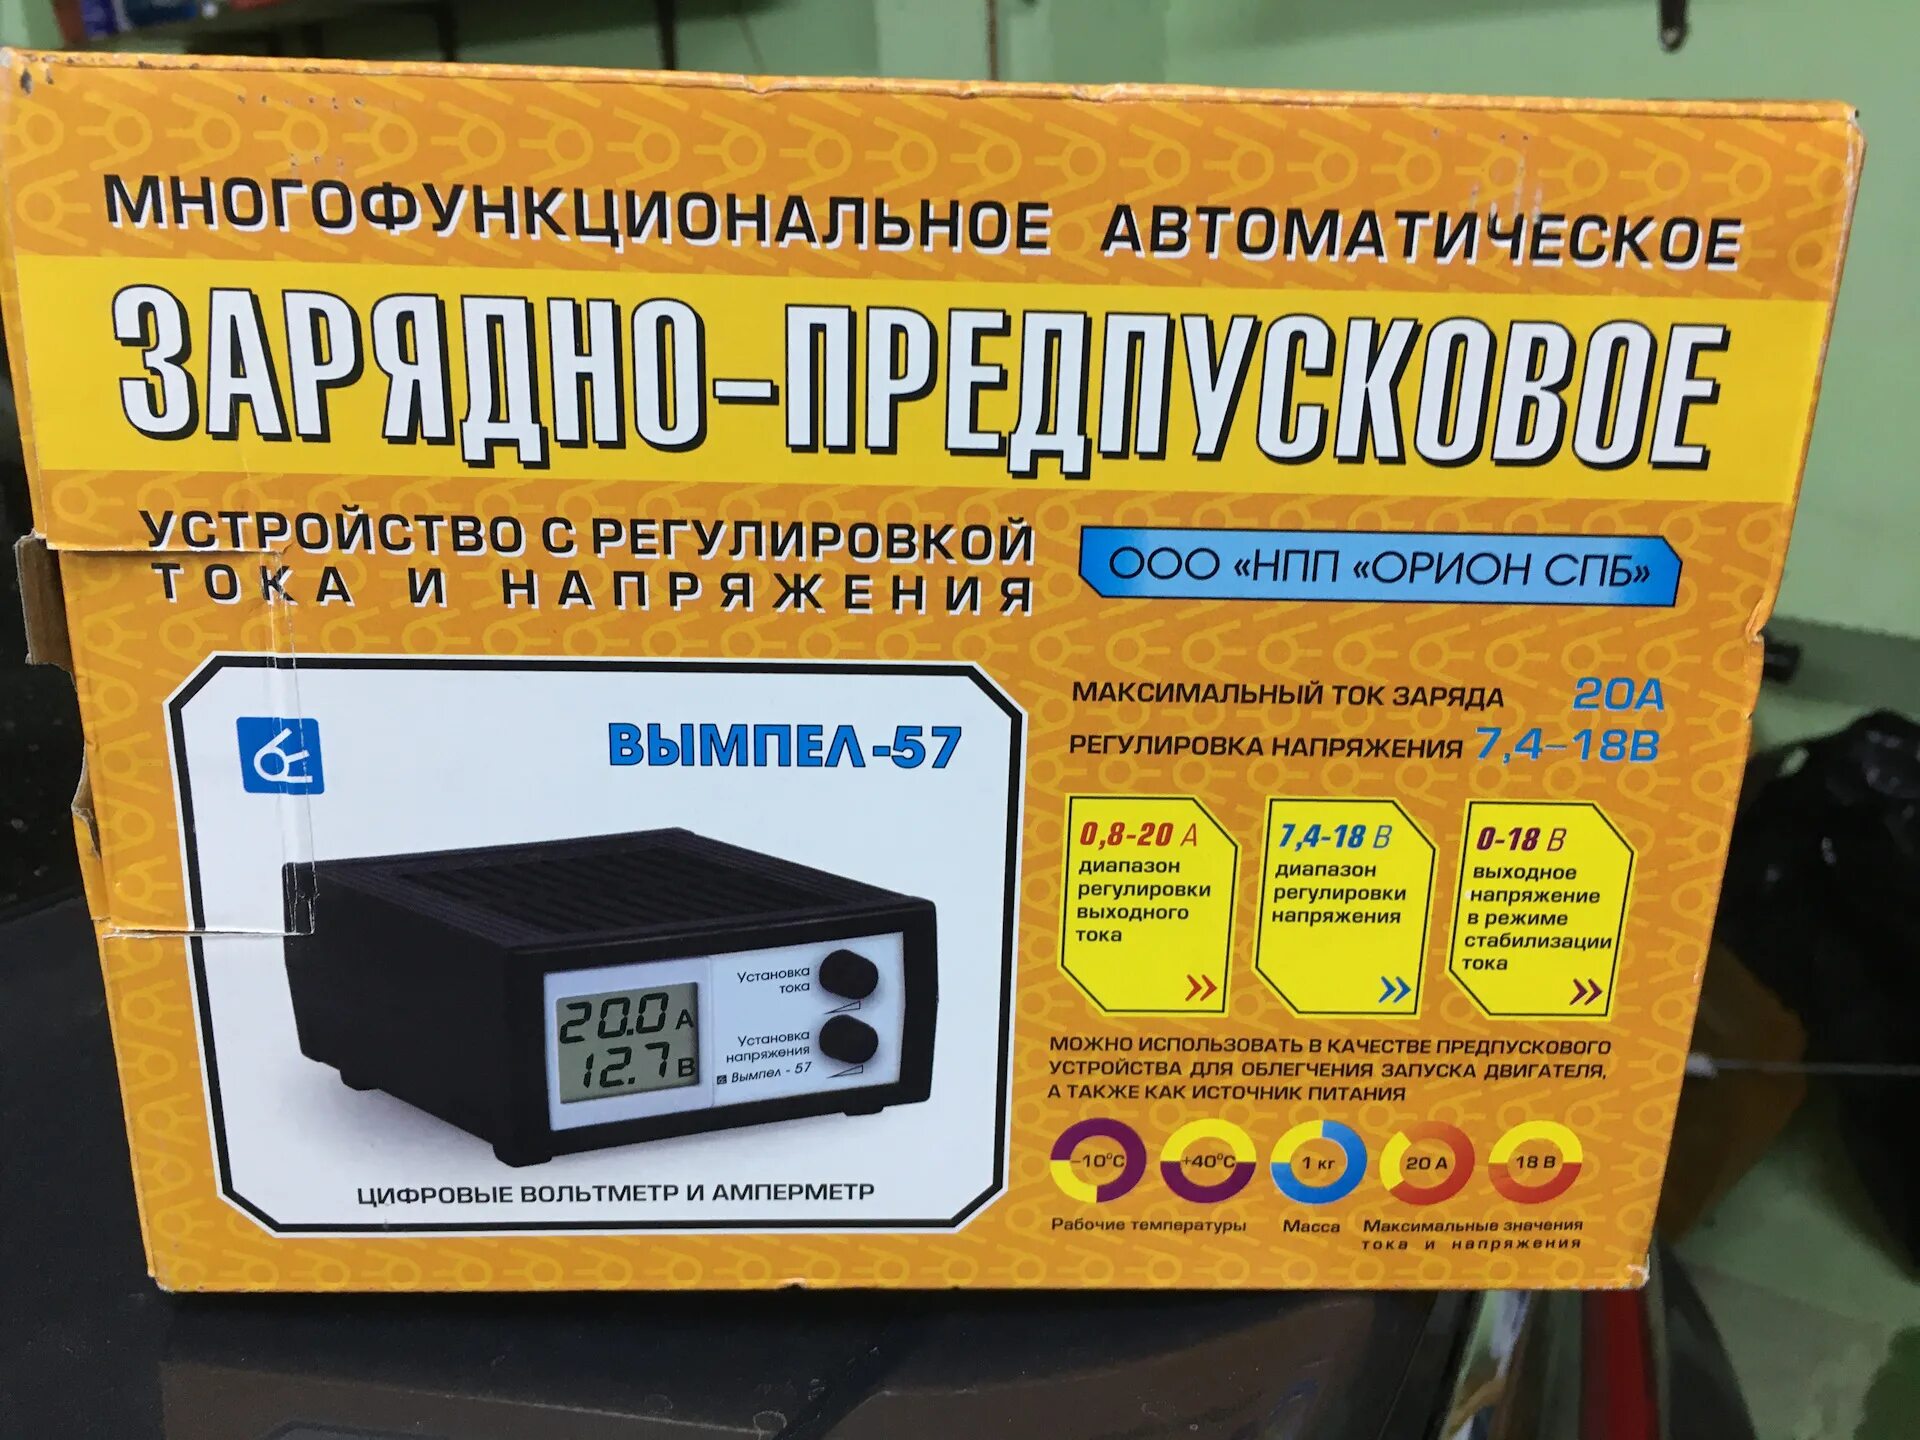 МНОГОФУНКЦИОНАЛЬНОЕ АВТОМАТИЧЕСКОЕ
ЗАРЯДНО-ПРЕДПУСКОВОЕ
УСТРОЙСТВО С РЕГУЛИРОВКОЙ
ТОКА И НАПРЯЖЕНИЯ
ООО «НПП «ОРИОН СПБ»
ВЫМПЕЛ-57
20.0 А
12.7 В
Установка
тока
Установка
напряжения
Вымпел - 57
ЦИФРОВЫЕ ВОЛЬТМЕТР И АМПЕРМЕТР
МАКСИМАЛЬНЫЙ ТОК ЗАРЯДА 20А
РЕГУЛИРОВКА НАПРЯЖЕНИЯ 7,4–18В
0,8-20 А
диапазон
регулировки
выходного
тока
7,4-18 В
диапазон
регулировки
напряжения
0-18 В
выходное
напряжение
в режиме
стабилизации
тока
МОЖНО ИСПОЛЬЗОВАТЬ В КАЧЕСТВЕ ПРЕДПУСКОВОГО
УСТРОЙСТВА ДЛЯ ОБЛЕГЧЕНИЯ ЗАПУСКА ДВИГАТЕЛЯ,
А ТАКЖЕ КАК ИСТОЧНИК ПИТАНИЯ
–10°С +40°С 1 кг 20 А 18 В
Рабочие температуры Масса Максимальные значения
тока и напряжения